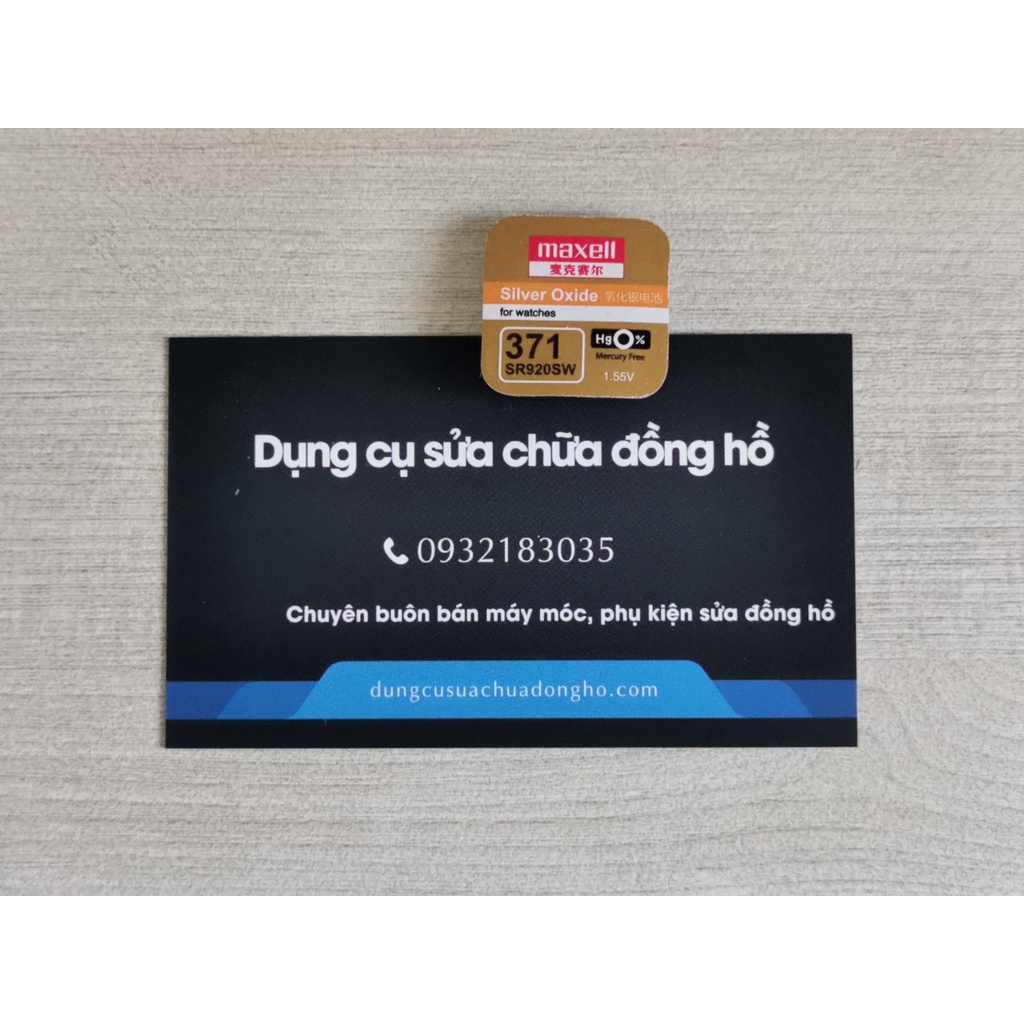 maxell
麦克赛尔
Silver Oxide 氧化银电池
for watches
371
SR920SW
Hg0%
Mercury Free
1.55V
Dụng cụ sửa chữa đồng hồ
0932183035
Chuyên buôn bán máy móc, phụ kiện sửa đồng hồ
dungcusuachuadongho.com